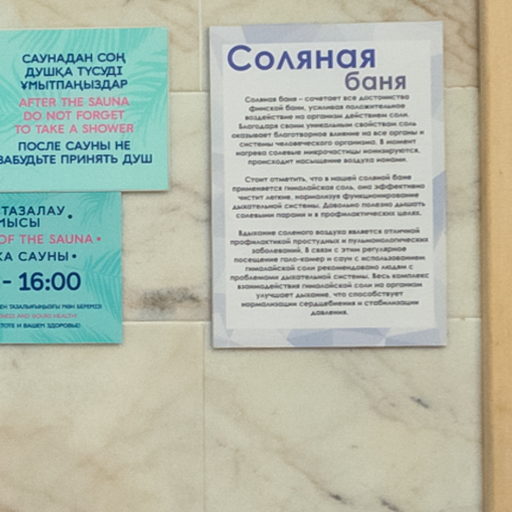 САУНАДАН СОҢ
ДУШҚА ТҮСУДІ
ҰМЫТПАҢЫЗДАР
AFTER THE SAUNA
DO NOT FORGET
TO TAKE A SHOWER
ПОСЛЕ САУНЫ НЕ
ЗАБУДЬТЕ ПРИНЯТЬ ДУШ
ТАЗАЛАУ
МЫСЫ
OF THE SAUNA •
КА САУНЫ •
- 16:00
ТОТЕ И ВАШЕМ ЗДОРОВЬЕ!
Соляная
баня
Соляная баня – сочетает все достоинства
финской бани, усиливая положительное
воздействие на организм действием соли.
Благодаря своим уникальным свойствам соль
оказывает благотворное влияние на все органы и
системы человеческого организма. В момент
нагрева солевые микрочастицы ионизируются,
происходит насыщение воздуха ионами.
Стоит отметить, что в нашей соляной бане
применяется гималайская соль, она эффективно
чистит легкие, нормализуя функционирование
дыхательной системы. Довольно полезно дышать
солевыми парами и в профилактических целях.
Вдыхание соленого воздуха является отличной
профилактикой простудных и пульмонологических
заболеваний. В связи с этим регулярное
посещение гало-камер и саун с использованием
гималайской соли рекомендовано людям с
проблемами дыхательной системы. Весь комплекс
взаимодействия гималайской соли на организм
улучшает дыхание, что способствует
нормализации сердцебиения и стабилизации
давления.